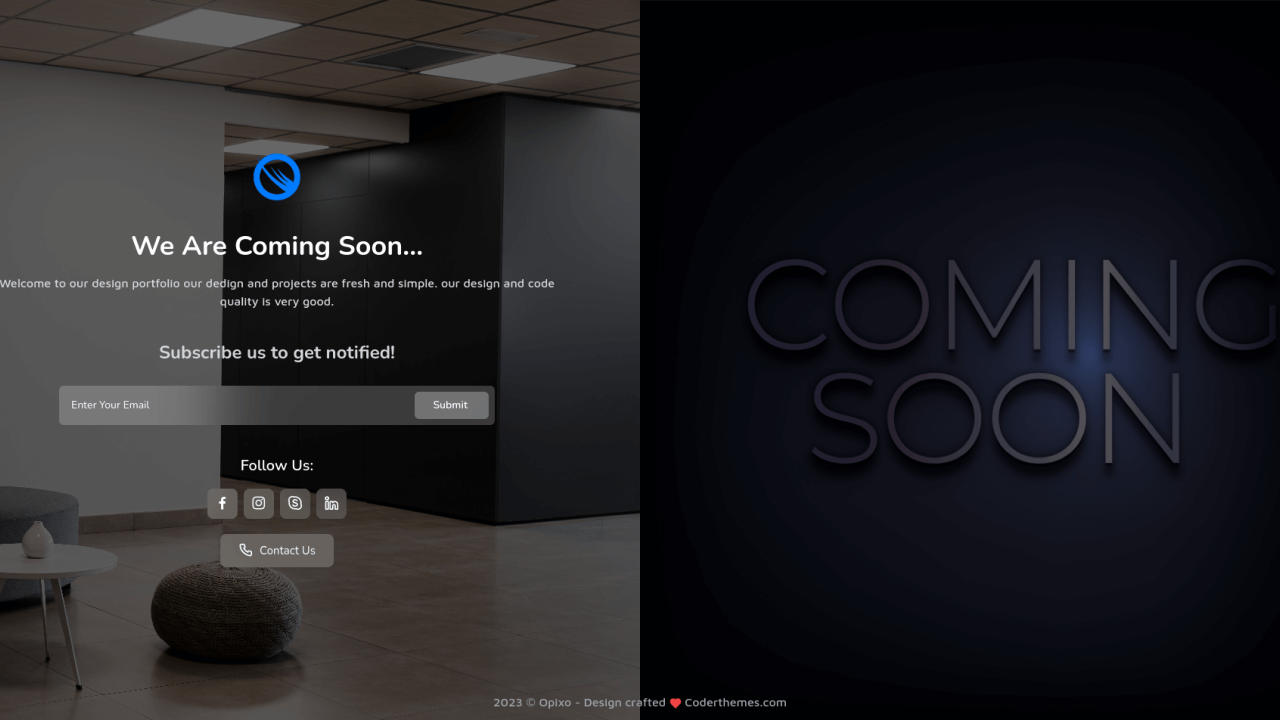 We Are Coming Soon...
Welcome to our design portfolio our dedign and projects are fresh and simple. our design and code
quality is very good.
Subscribe us to get notified!
Enter Your Email
Submit
Follow Us:
Contact Us
COMING
SOON
2023 © Opixo - Design crafted ❤ Coderthemes.com